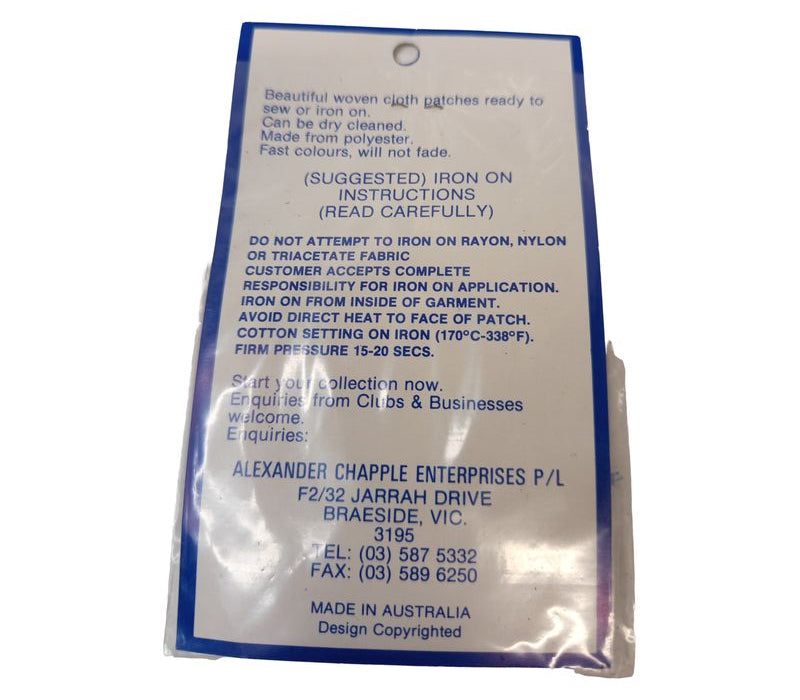 Beautiful woven cloth patches ready to
sew or iron on.
Can be dry cleaned.
Made from polyester.
Fast colours, will not fade.
(SUGGESTED) IRON ON
INSTRUCTIONS
(READ CAREFULLY)
DO NOT ATTEMPT TO IRON ON RAYON, NYLON
OR TRIACETATE FABRIC
CUSTOMER ACCEPTS COMPLETE
RESPONSIBILITY FOR IRON ON APPLICATION.
IRON ON FROM INSIDE OF GARMENT.
AVOID DIRECT HEAT TO FACE OF PATCH.
COTTON SETTING ON IRON (170°C-338°F).
FIRM PRESSURE 15-20 SECS.
Start your collection now.
Enquiries from Clubs & Businesses
welcome.
Enquiries:
ALEXANDER CHAPPLE ENTERPRISES P/L
F2/32 JARRAH DRIVE
BRAESIDE, VIC.
3195
TEL: (03) 587 5332
FAX: (03) 589 6250
MADE IN AUSTRALIA
Design Copyrighted